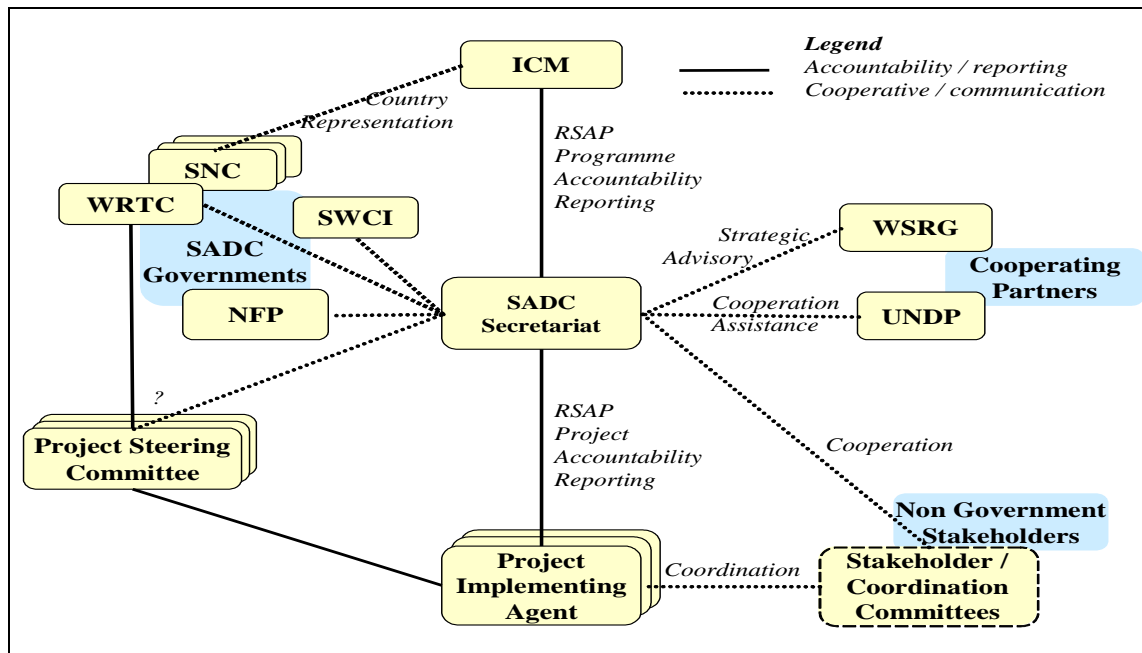 Legend
Accountability / reporting
Cooperative / communication
ICM
Country
Representation
RSAP
Programme
Accountability
Reporting
SNC
WRTC
SWCI
SADC
Governments
NFP
SADC
Secretariat
Strategic
Advisory
WSRG
Cooperating
Partners
Cooperation
Assistance
UNDP
?
Project Steering
Committee
RSAP
Project
Accountability
Reporting
Cooperation
Non Government
Stakeholders
Project
Implementing
Agent
Coordination
Stakeholder /
Coordination
Committees